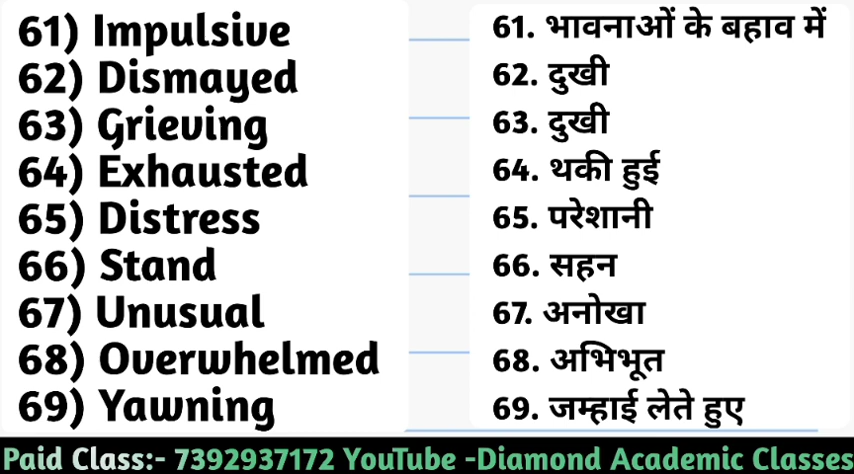 61) Impulsive
62) Dismayed
63) Grieving
64) Exhausted
65) Distress
66) Stand
67) Unusual
68) Overwhelmed
69) Yawning
61. भावनाओं के बहाव में
62. दुखी
63. दुखी
64. थकी हुई
65. परेशानी
66. सहन
67. अनोखा
68. अभिभूत
69. जम्हाई लेते हुए
Paid Class:- 7392937172 YouTube -Diamond Academic Classes